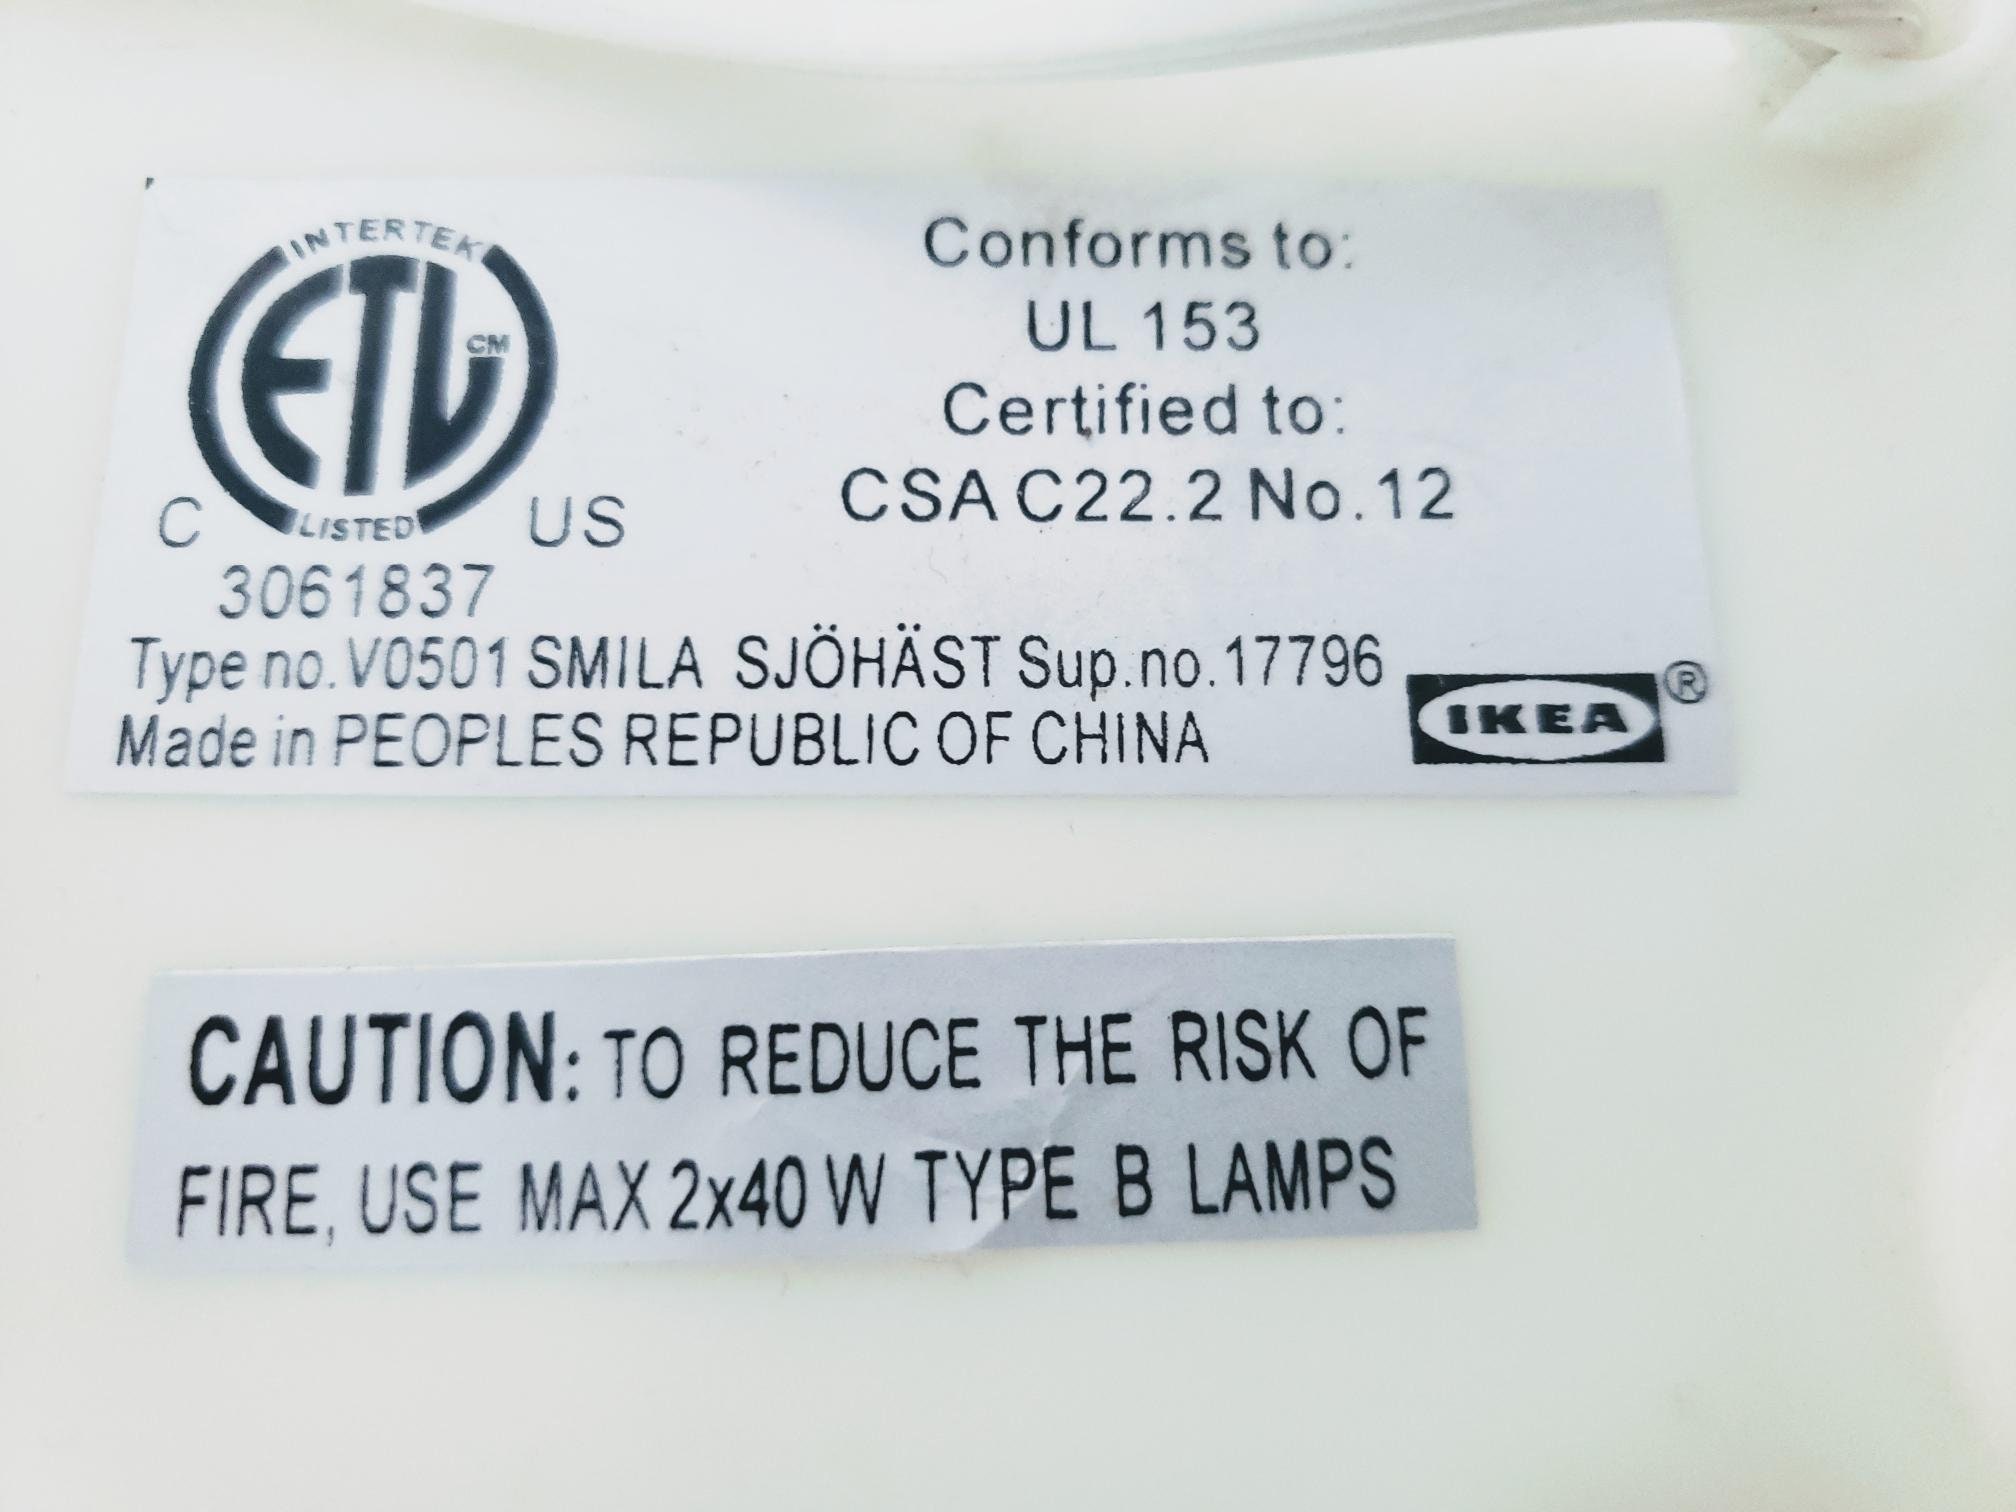 INTERTEK
ETL CM
LISTED
C US
3061837
Conforms to:
UL 153
Certified to:
CSA C22.2 No.12
Type no.V0501 SMILA SJÖHÄST Sup.no.17796
Made in PEOPLES REPUBLIC OF CHINA
IKEA ®
CAUTION: TO REDUCE THE RISK OF
FIRE, USE MAX 2x40 W TYPE B LAMPS